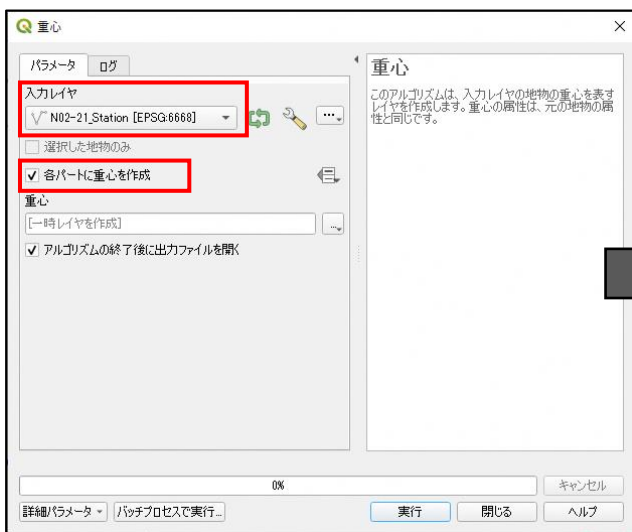 重心
パラメータ ログ
入力レイヤ
N02-21_Station [EPSG:6668]
...
選択した地物のみ
各パートに重心を作成
重心
[一時レイヤを作成]
...
アルゴリズムの終了後に出力ファイルを開く
重心
このアルゴリズムは、入力レイヤの地物の重心を表す
レイヤを作成します。重心の属性は、元の地物の属
性と同じです。
0%
キャンセル
詳細パラメータ バッチプロセスで実行... 実行 閉じる ヘルプ